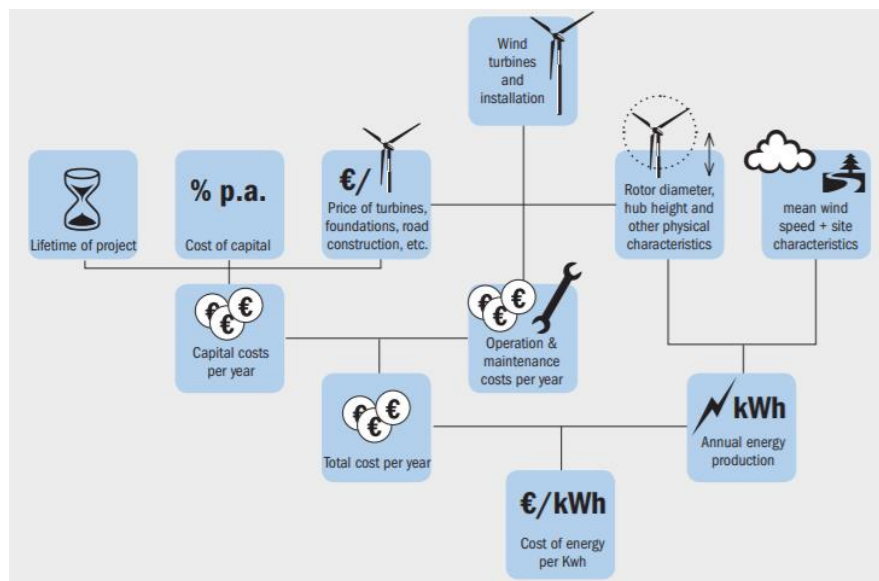 Wind
turbines
and
installation
Lifetime of project
% p.a.
Cost of capital
€/
Price of turbines,
foundations, road
construction, etc.
Rotor diameter,
hub height and
other physical
characteristics
mean wind
speed + site
characteristics
€ € €
Capital costs
per year
€ € €
Operation &
maintenance
costs per year
€ € €
Total cost per year
kWh
Annual energy
production
€/kWh
Cost of energy
per Kwh